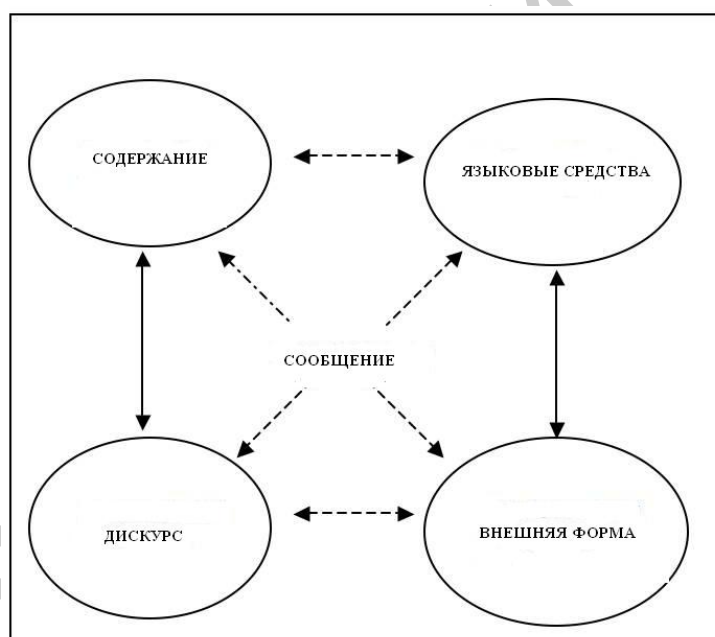 СОДЕРЖАНИЕ
ЯЗЫКОВЫЕ СРЕДСТВА
СООБЩЕНИЕ
ДИСКУРС
ВНЕШНЯЯ ФОРМА